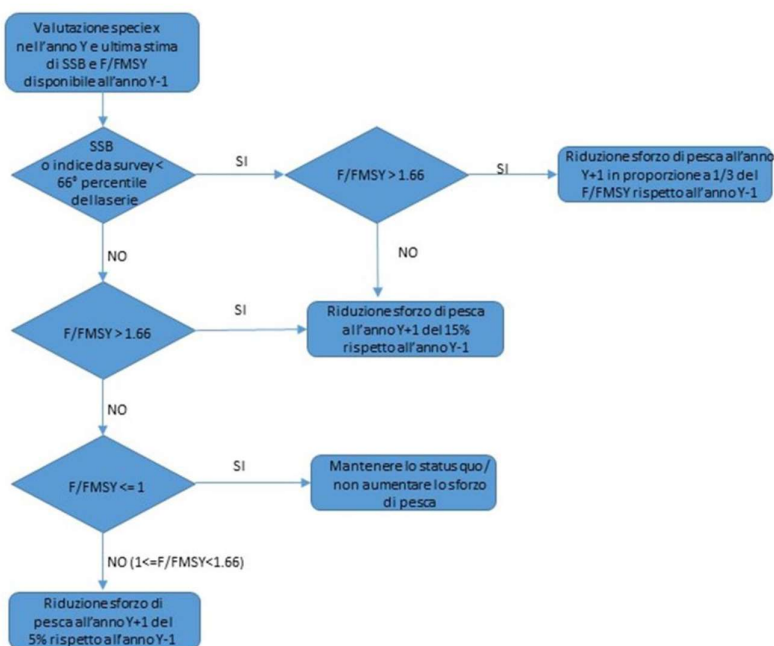 Valutazione specie x
nell'anno Y e ultima stima
di SSB e F/FMSY
disponibile all'anno Y-1
SSB
o indice da survey <
66° percentile
della serie
SI
F/FMSY > 1.66
SI
Riduzione sforzo di pesca all'anno
Y+1 in proporzione a 1/3 del
F/FMSY rispetto all'anno Y-1
NO
NO
F/FMSY > 1.66
SI
Riduzione sforzo di pesca
all'anno Y+1 del 15%
rispetto all'anno Y-1
NO
F/FMSY <= 1
SI
Mantenere lo status quo /
non aumentare lo sforzo
di pesca
NO (1<=F/FMSY<1.66)
Riduzione sforzo di
pesca all'anno Y+1 del
5% rispetto all'anno Y-1